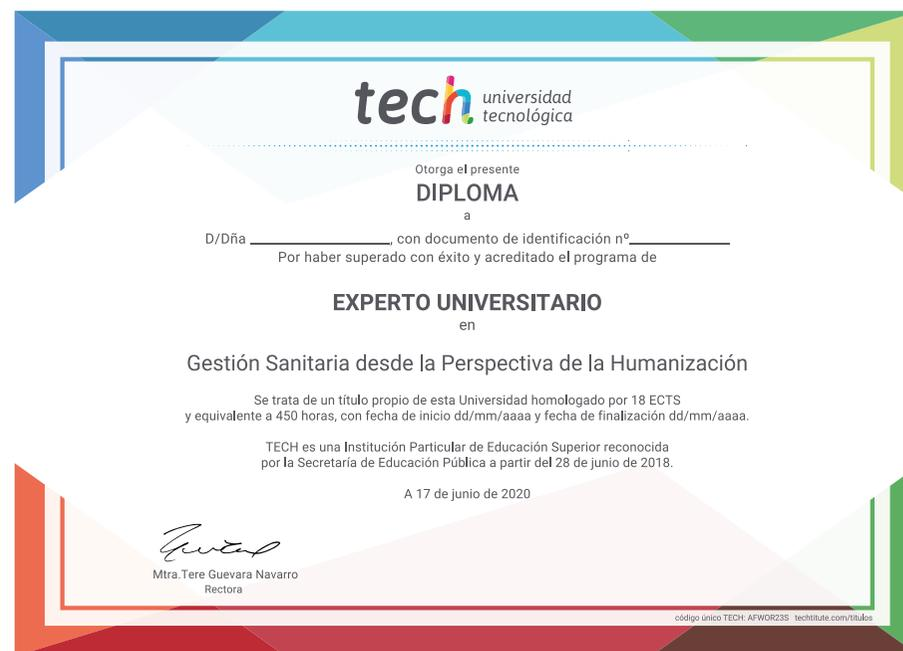 tech universidad
tecnológica
Otorga el presente
DIPLOMA
a
D/Dña ____________________, con documento de identificación nº______________
Por haber superado con éxito y acreditado el programa de
EXPERTO UNIVERSITARIO
en
Gestión Sanitaria desde la Perspectiva de la Humanización
Se trata de un título propio de esta Universidad homologado por 18 ECTS
y equivalente a 450 horas, con fecha de inicio dd/mm/aaaa y fecha de finalización dd/mm/aaaa.
TECH es una Institución Particular de Educación Superior reconocida
por la Secretaría de Educación Pública a partir del 28 de junio de 2018.
A 17 de junio de 2020
Mtra.Tere Guevara Navarro
Rectora
código único TECH: AFWOR23S techtitute.com/titulos